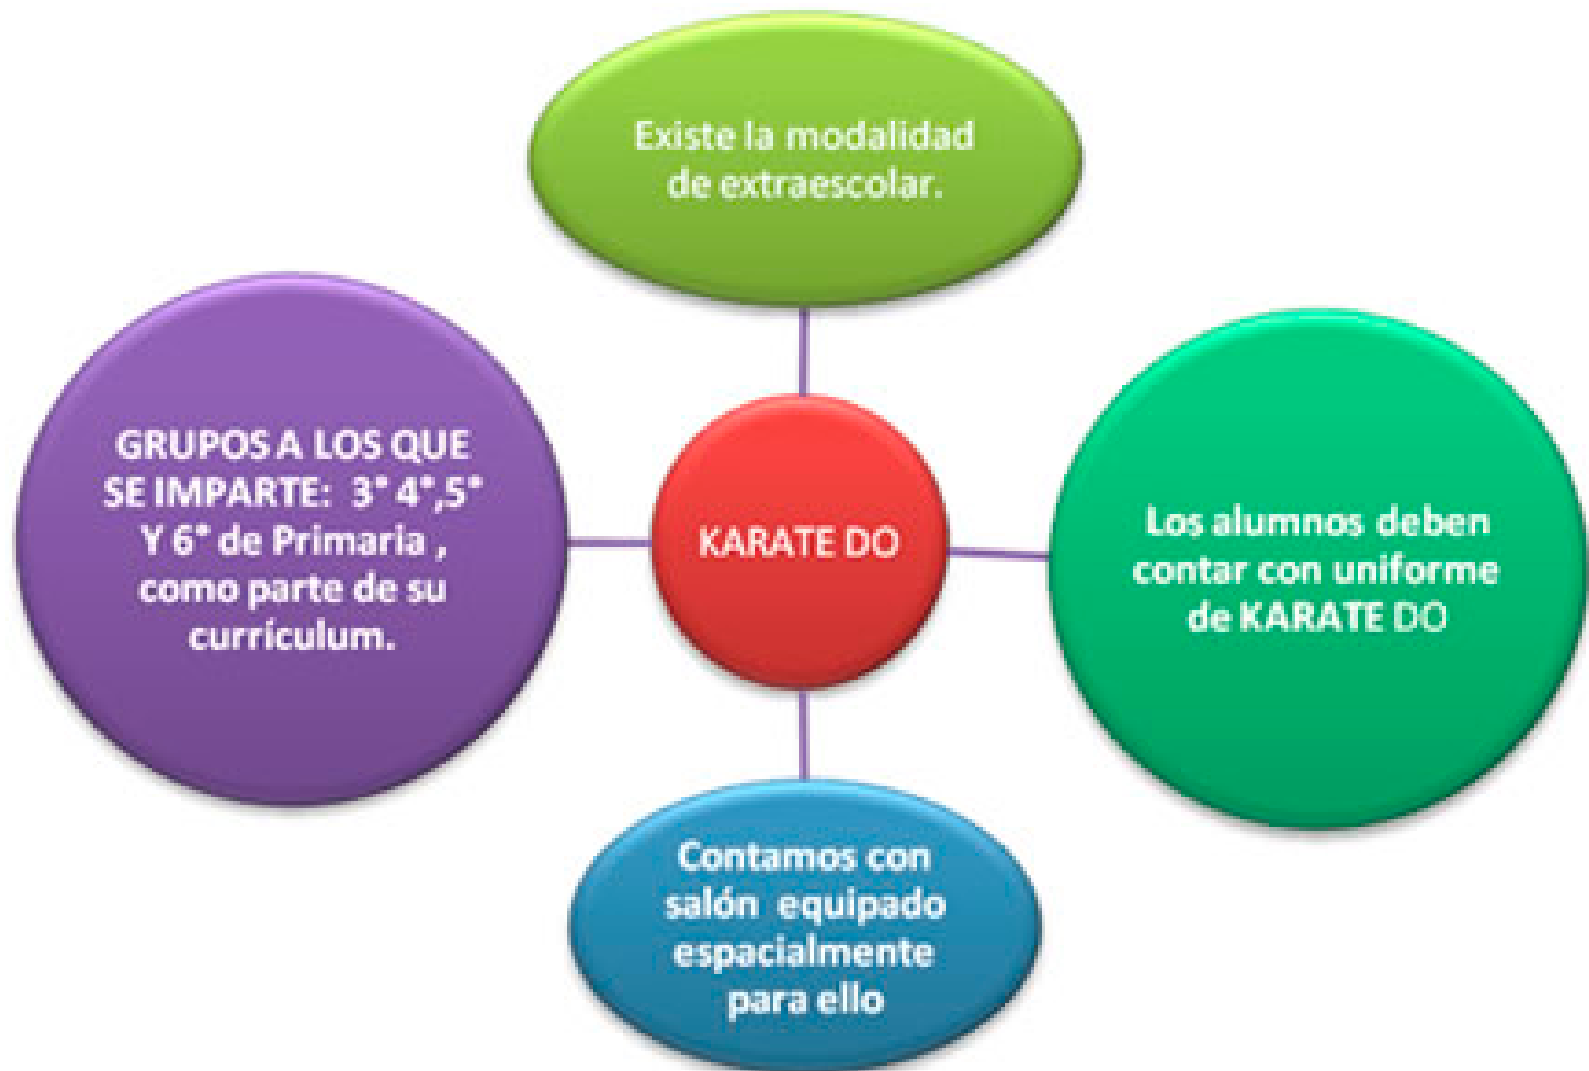 Existe la modalidad
de extraescolar.
GRUPOS A LOS QUE
SE IMPARTE:  3° 4°,5°
Y 6° de Primaria ,
como parte de su
currículum.
KARATE DO
Los alumnos deben
contar con uniforme
de KARATE DO
Contamos con
salón  equipado
espacialmente
para ello